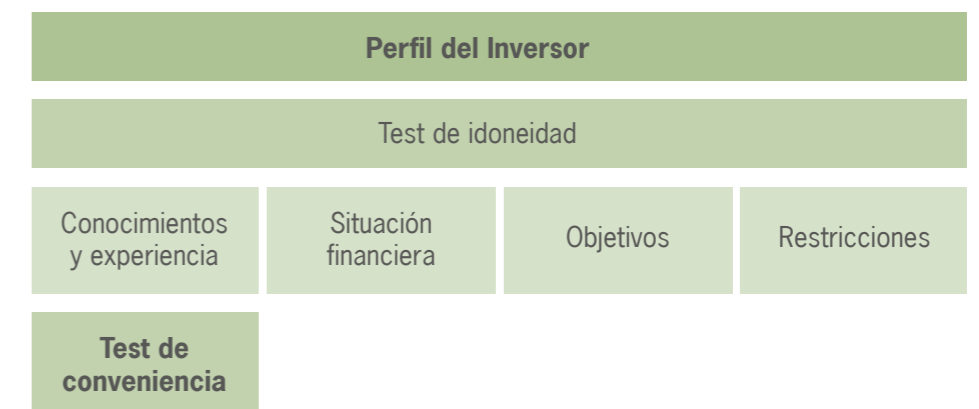 Perfil del Inversor
Test de idoneidad
Conocimientos
y experiencia
Situación
financiera
Objetivos
Restricciones
Test de
conveniencia